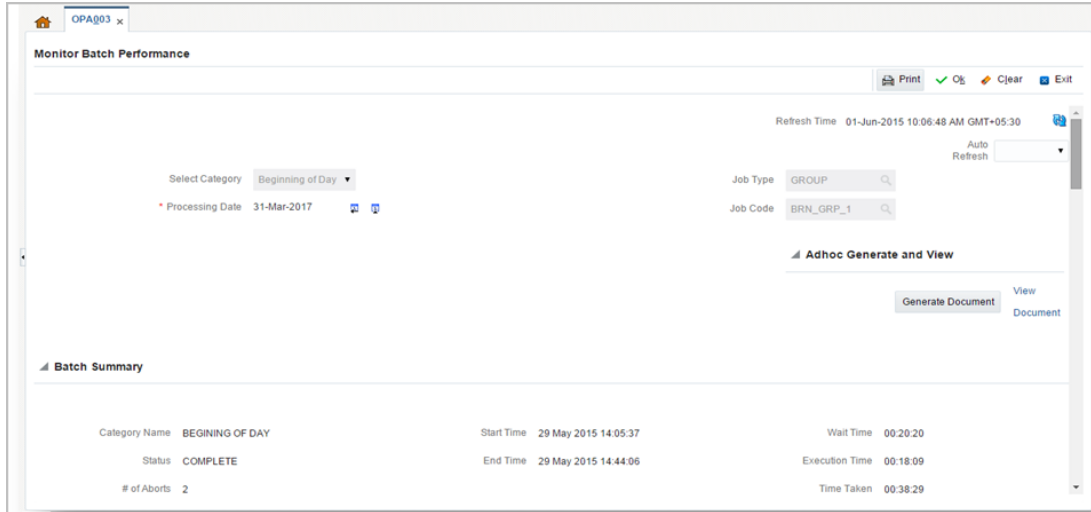 OPA003 x
Monitor Batch Performance
Print Ok Clear Exit
Refresh Time 01-Jun-2015 10:06:48 AM GMT+05:30
Auto
Refresh
Select Category Beginning of Day Job Type GROUP
* Processing Date 31-Mar-2017 Job Code BRN_GRP_1
Adhoc Generate and View
Generate Document View
Document
Batch Summary
Category Name BEGINING OF DAY Start Time 29 May 2015 14:05:37 Wait Time 00:20:20
Status COMPLETE End Time 29 May 2015 14:44:06 Execution Time 00:18:09
# of Aborts 2 Time Taken 00:38:29